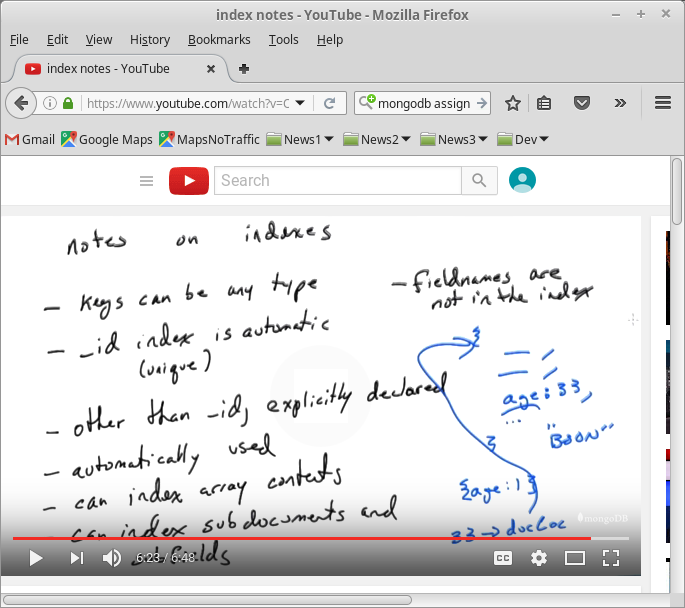 index notes - YouTube - Mozilla Firefox
File Edit View History Bookmarks Tools Help
index notes - YouTube
https://www.youtube.com/watch?v=C
mongodb assign
Gmail Google Maps MapsNoTraffic News1 News2 News3 Dev
Search
notes on indexes
- keys can be any type
- _id index is automatic
(unique)
- other than _id, explicitly declared
- automatically used
- can index array contents
- can index subdocuments and
subfields
- fieldnames are
not in the index
{
age: 33,
...
"BSON"
}
{age: 1}
33 → docLoc
mongoDB
6:23 / 6:48
CC